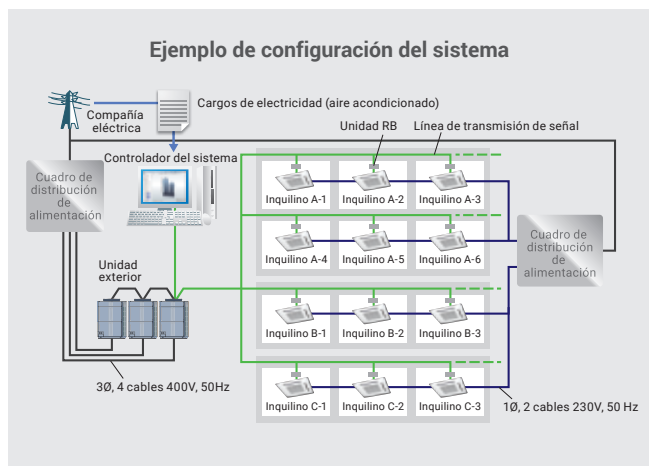 Ejemplo de configuración del sistema
Compañía
eléctrica
Cargos de electricidad (aire acondicionado)
Unidad RB
Línea de transmisión de señal
Controlador del sistema
Cuadro de
distribución
de
alimentación
Inquilino A-1
Inquilino A-2
Inquilino A-3
Inquilino A-4
Inquilino A-5
Inquilino A-6
Cuadro de
distribución
de
alimentación
Unidad
exterior
Inquilino B-1
Inquilino B-2
Inquilino B-3
Inquilino C-1
Inquilino C-2
Inquilino C-3
3Ø, 4 cables 400V, 50Hz
1Ø, 2 cables 230V, 50 Hz